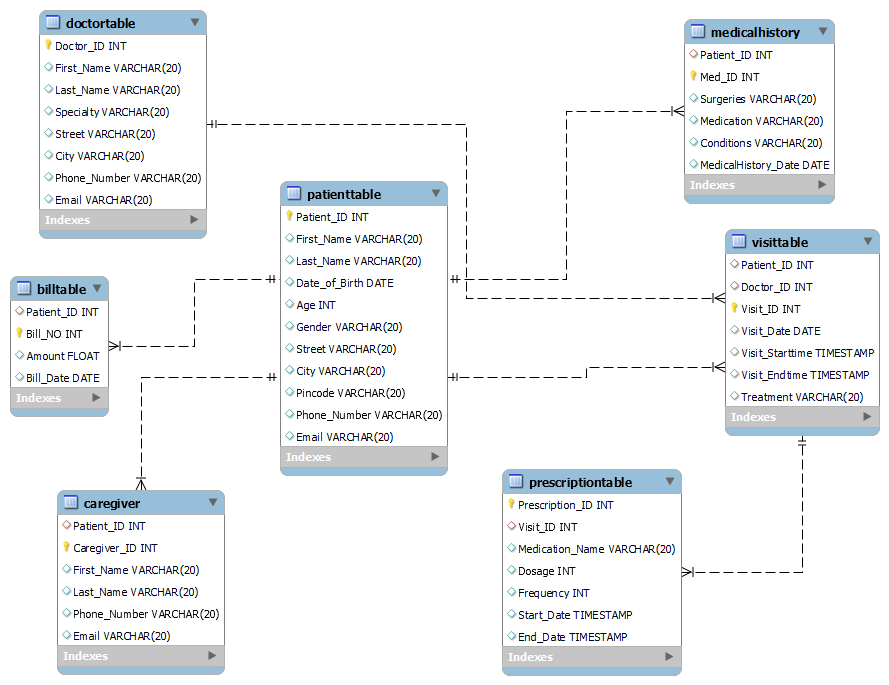 doctortable
Doctor_ID INT
First_Name VARCHAR(20)
Last_Name VARCHAR(20)
Specialty VARCHAR(20)
Street VARCHAR(20)
City VARCHAR(20)
Phone_Number VARCHAR(20)
Email VARCHAR(20)
Indexes
medicalhistory
Patient_ID INT
Med_ID INT
Surgeries VARCHAR(20)
Medication VARCHAR(20)
Conditions VARCHAR(20)
MedicalHistory_Date DATE
Indexes
patienttable
Patient_ID INT
First_Name VARCHAR(20)
Last_Name VARCHAR(20)
Date_of_Birth DATE
Age INT
Gender VARCHAR(20)
Street VARCHAR(20)
City VARCHAR(20)
Pincode VARCHAR(20)
Phone_Number VARCHAR(20)
Email VARCHAR(20)
Indexes
visittable
Patient_ID INT
Doctor_ID INT
Visit_ID INT
Visit_Date DATE
Visit_Starttime TIMESTAMP
Visit_Endtime TIMESTAMP
Treatment VARCHAR(20)
Indexes
billtable
Patient_ID INT
Bill_NO INT
Amount FLOAT
Bill_Date DATE
Indexes
caregiver
Patient_ID INT
Caregiver_ID INT
First_Name VARCHAR(20)
Last_Name VARCHAR(20)
Phone_Number VARCHAR(20)
Email VARCHAR(20)
Indexes
prescriptiontable
Prescription_ID INT
Visit_ID INT
Medication_Name VARCHAR(20)
Dosage INT
Frequency INT
Start_Date TIMESTAMP
End_Date TIMESTAMP
Indexes